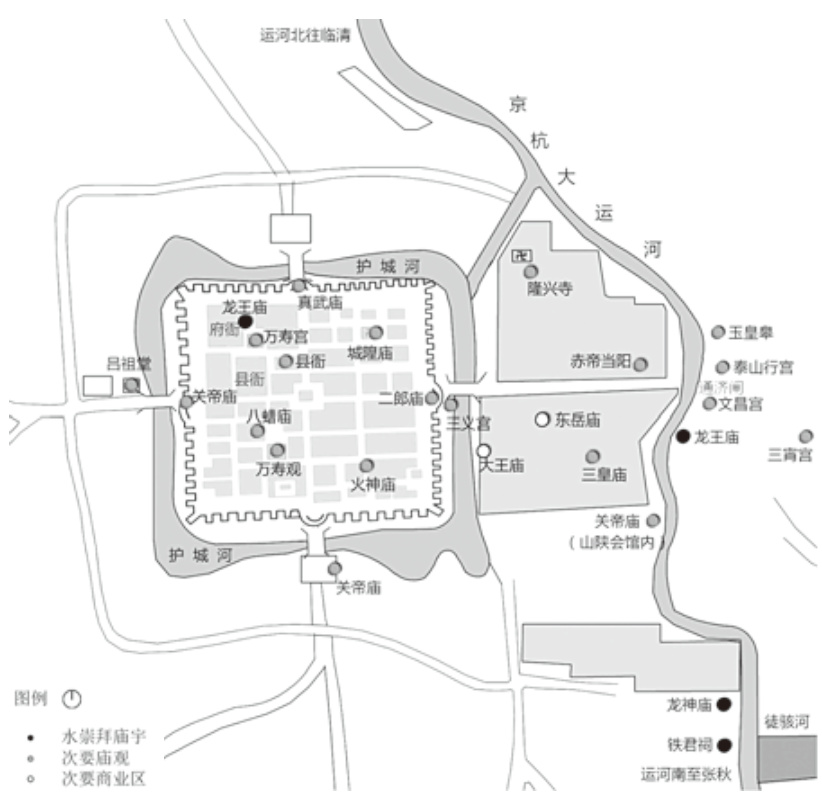 运河北往临清
京
杭
大
运
河
护城河
卍
隆兴寺
真武庙
龙王庙
府衙
万寿宫
城隍庙
县衙
赤帝当阳
玉皇皋
泰山行宫
通济闸
文昌宫
吕祖堂
县衙
关帝庙
二郎庙
三义宫
东岳庙
八蜡庙
龙王庙
三宵宫
万寿观
大王庙
三皇庙
火神庙
关帝庙
（山陕会馆内）
护城河
关帝庙
图例
龙神庙
徒骇河
水崇拜庙宇
铁君祠
次要庙观
运河南至张秋
次要商业区